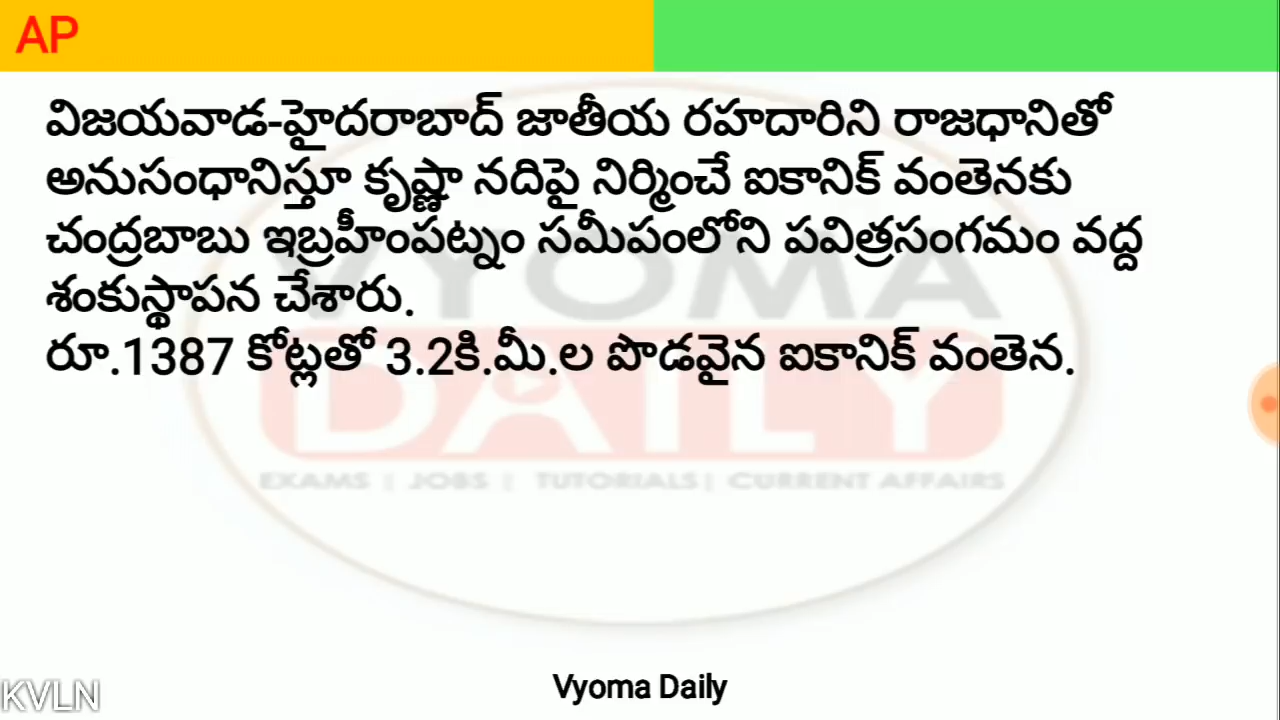 AP
విజయవాడ-హైదరాబాద్ జాతీయ రహదారిని రాజధానితో
అనుసంధానిస్తూ కృష్ణా నదిపై నిర్మించే ఐకానిక్ వంతెనకు
చంద్రబాబు ఇబ్రహీంపట్నం సమీపంలోని పవిత్రసంగమం వద్ద
శంకుస్థాపన చేశారు.
రూ.1387 కోట్లతో 3.2కి.మీ.ల పొడవైన ఐకానిక్ వంతెన.
VYOMA
DAILY
EXAMS | JOBS | TUTORIALS | CURRENT AFFAIRS
Vyoma Daily
KVLN